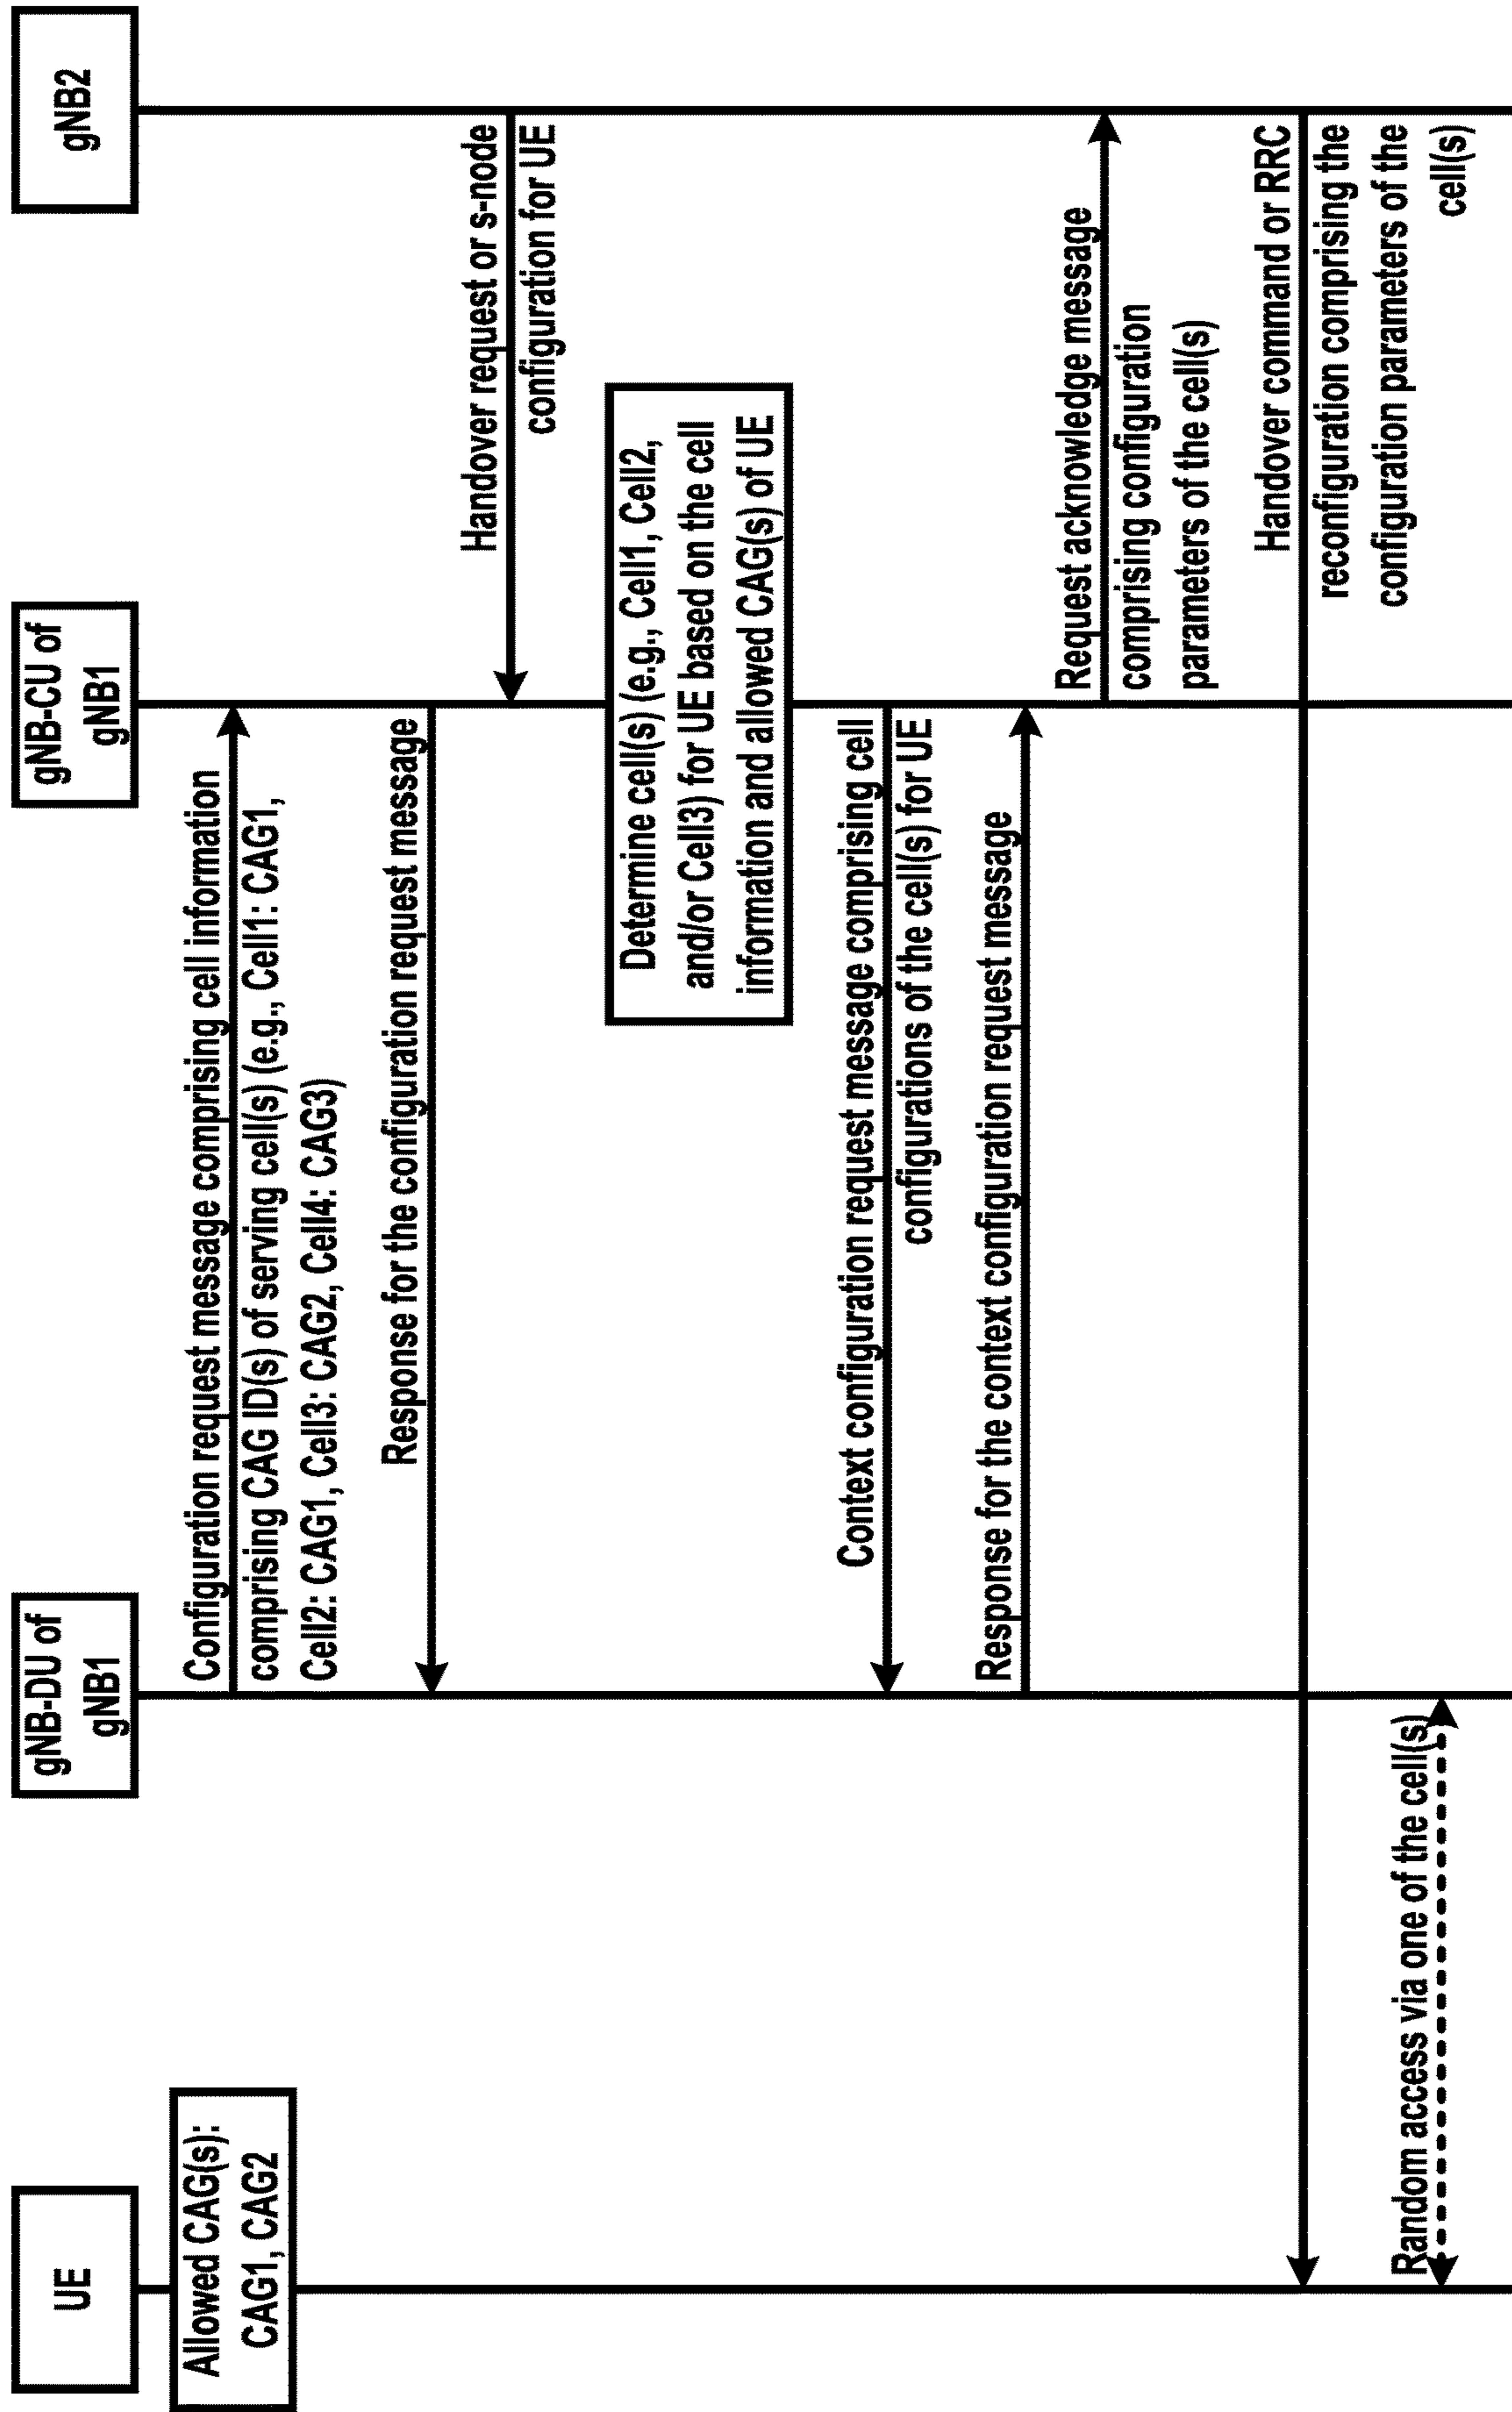 UE
gNB-DU of
gNB1
gNB-CU of
gNB1
gNB2
Allowed CAG(s):
CAG1, CAG2
Configuration request message comprising cell information
comprising CAG ID(s) of serving cell(s) (e.g., Cell1: CAG1,
Cell2: CAG1, Cell3: CAG2, Cell4: CAG3)
Response for the configuration request message
Handover request or s-node
configuration for UE
Determine cell(s) (e.g., Cell1, Cell2,
and/or Cell3) for UE based on the cell
information and allowed CAG(s) of UE
Context configuration request message comprising cell
configurations of the cell(s) for UE
Response for the context configuration request message
Request acknowledge message
comprising configuration
parameters of the cell(s)
Handover command or RRC
reconfiguration comprising the
configuration parameters of the
cell(s)
Random access via one of the cell(s)